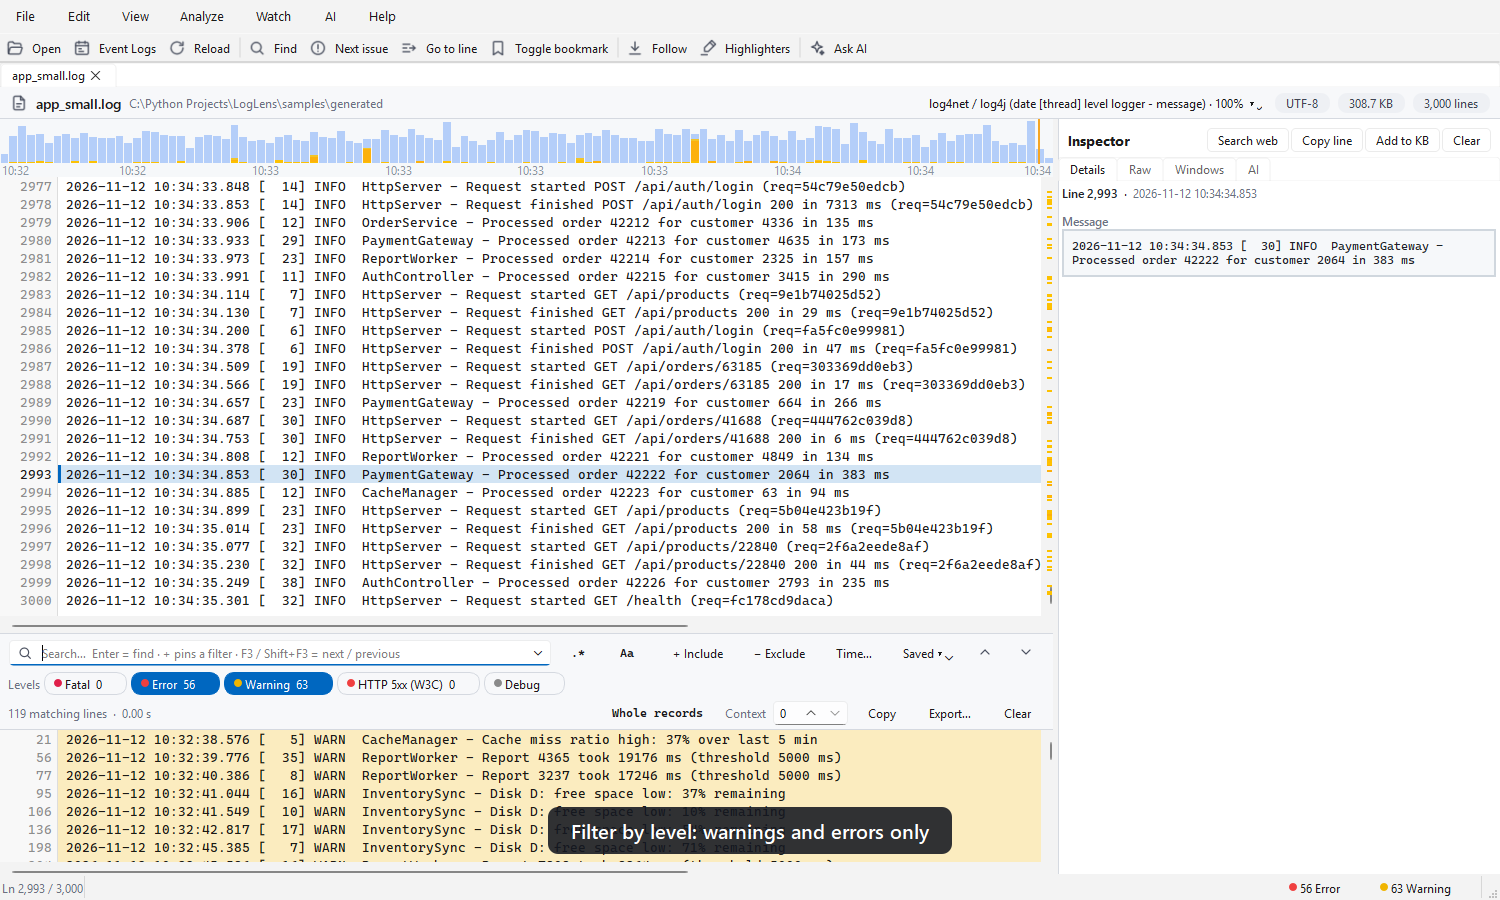 File Edit View Analyze Watch AI Help
Open Event Logs Reload Find Next issue Go to line Toggle bookmark Follow Highlighters Ask AI
app_small.log
app_small.log C:\Python Projects\LogLens\samples\generated log4net / log4j (date [thread] level logger - message) · 100% UTF-8 308.7 KB 3,000 lines
10:32 10:32 10:33 10:33 10:33 10:33 10:34 10:34 10:34
2977 2026-11-12 10:34:33.848 [ 14] INFO HttpServer - Request started POST /api/auth/login (req=54c79e50edcb)
2978 2026-11-12 10:34:33.853 [ 14] INFO HttpServer - Request finished POST /api/auth/login 200 in 7313 ms (req=54c79e50edcb)
2979 2026-11-12 10:34:33.906 [ 12] INFO OrderService - Processed order 42212 for customer 4336 in 135 ms
2980 2026-11-12 10:34:33.933 [ 29] INFO PaymentGateway - Processed order 42213 for customer 4635 in 173 ms
2981 2026-11-12 10:34:33.973 [ 23] INFO ReportWorker - Processed order 42214 for customer 2325 in 157 ms
2982 2026-11-12 10:34:33.991 [ 11] INFO AuthController - Processed order 42215 for customer 3415 in 290 ms
2983 2026-11-12 10:34:34.114 [ 7] INFO HttpServer - Request started GET /api/products (req=9e1b74025d52)
2984 2026-11-12 10:34:34.130 [ 7] INFO HttpServer - Request finished GET /api/products 200 in 29 ms (req=9e1b74025d52)
2985 2026-11-12 10:34:34.200 [ 6] INFO HttpServer - Request started POST /api/auth/login (req=fa5fc0e99981)
2986 2026-11-12 10:34:34.378 [ 6] INFO HttpServer - Request finished POST /api/auth/login 200 in 47 ms (req=fa5fc0e99981)
2987 2026-11-12 10:34:34.509 [ 19] INFO HttpServer - Request started GET /api/orders/63185 (req=303369dd0eb3)
2988 2026-11-12 10:34:34.566 [ 19] INFO HttpServer - Request finished GET /api/orders/63185 200 in 17 ms (req=303369dd0eb3)
2989 2026-11-12 10:34:34.657 [ 23] INFO PaymentGateway - Processed order 42219 for customer 664 in 266 ms
2990 2026-11-12 10:34:34.687 [ 30] INFO HttpServer - Request started GET /api/orders/41688 (req=444762c039d8)
2991 2026-11-12 10:34:34.753 [ 30] INFO HttpServer - Request finished GET /api/orders/41688 200 in 6 ms (req=444762c039d8)
2992 2026-11-12 10:34:34.808 [ 12] INFO ReportWorker - Processed order 42221 for customer 4849 in 134 ms
2993 2026-11-12 10:34:34.853 [ 30] INFO PaymentGateway - Processed order 42222 for customer 2064 in 383 ms
2994 2026-11-12 10:34:34.885 [ 12] INFO CacheManager - Processed order 42223 for customer 63 in 94 ms
2995 2026-11-12 10:34:34.899 [ 23] INFO HttpServer - Request started GET /api/products (req=5b04e423b19f)
2996 2026-11-12 10:34:35.014 [ 23] INFO HttpServer - Request finished GET /api/products 200 in 58 ms (req=5b04e423b19f)
2997 2026-11-12 10:34:35.077 [ 32] INFO HttpServer - Request started GET /api/products/22840 (req=2f6a2eede8af)
2998 2026-11-12 10:34:35.230 [ 32] INFO HttpServer - Request finished GET /api/products/22840 200 in 44 ms (req=2f6a2eede8af)
2999 2026-11-12 10:34:35.249 [ 38] INFO AuthController - Processed order 42226 for customer 2793 in 235 ms
3000 2026-11-12 10:34:35.301 [ 32] INFO HttpServer - Request started GET /health (req=fc178cd9daca)
Inspector Search web Copy line Add to KB Clear
Details Raw Windows AI
Line 2,993 · 2026-11-12 10:34:34.853
Message
2026-11-12 10:34:34.853 [ 30] INFO PaymentGateway -
Processed order 42222 for customer 2064 in 383 ms
Search... Enter = find · + pins a filter · F3 / Shift+F3 = next / previous .* Aa + Include − Exclude Time... Saved
Levels Fatal 0 Error 56 Warning 63 HTTP 5xx (W3C) 0 Debug
119 matching lines · 0.00 s Whole records Context 0 Copy Export... Clear
21 2026-11-12 10:32:38.576 [ 5] WARN CacheManager - Cache miss ratio high: 37% over last 5 min
56 2026-11-12 10:32:39.776 [ 35] WARN ReportWorker - Report 4365 took 19176 ms (threshold 5000 ms)
77 2026-11-12 10:32:40.386 [ 8] WARN ReportWorker - Report 3237 took 17246 ms (threshold 5000 ms)
95 2026-11-12 10:32:41.044 [ 16] WARN InventorySync - Disk D: free space low: 37% remaining
106 2026-11-12 10:32:41.549 [ 10] WARN InventorySync - Disk D: free space low: 10% remaining
136 2026-11-12 10:32:42.817 [ 17] WARN InventorySync - Disk D:
198 2026-11-12 10:32:45.385 [ 7] WARN InventorySync - Disk D: free space low: 71% remaining
Filter by level: warnings and errors only
Ln 2,993 / 3,000 56 Error 63 Warning